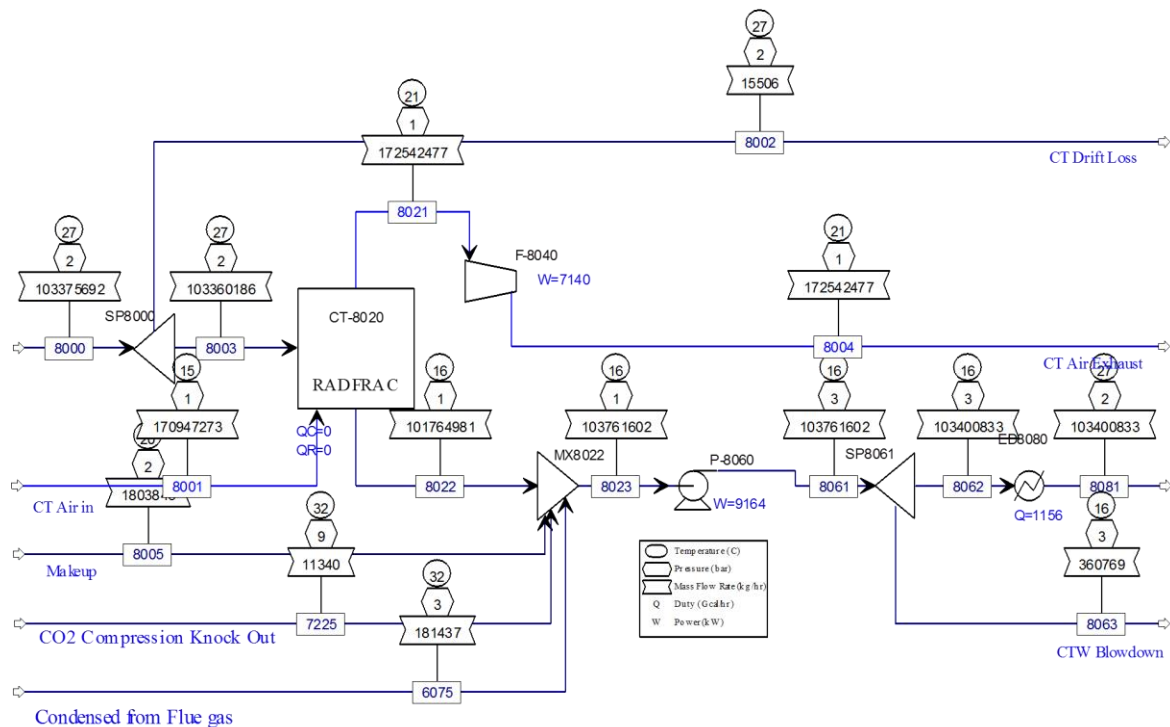 27
2
15506
8002
CT Drift Loss
21
1
172542477
8021
F-8040
W=7140
27
2
103375692
8000
SP8000
27
2
103360186
8003
CT-8020
RADFRAC
21
1
172542477
8004
CT Air Exhaust
15
1
170947273
8001
CT Air in
QC=0
QR=0
16
1
101764981
8022
MX8022
16
1
103761602
8023
P-8060
W=9164
16
3
103761602
8061
SP8061
16
3
103400833
8062
ED8080
Q=1156
27
2
103400833
8081
2
8005
Makeup
32
9
11340
7225
CO2 Compression Knock Out
32
3
181437
6075
Condensed from Flue gas
16
3
360769
8063
CTW Blowdown
Temperature (C)
Pressure (bar)
Mass Flow Rate (kg/hr)
Q Duty (Gcal/hr)
W Power (kW)